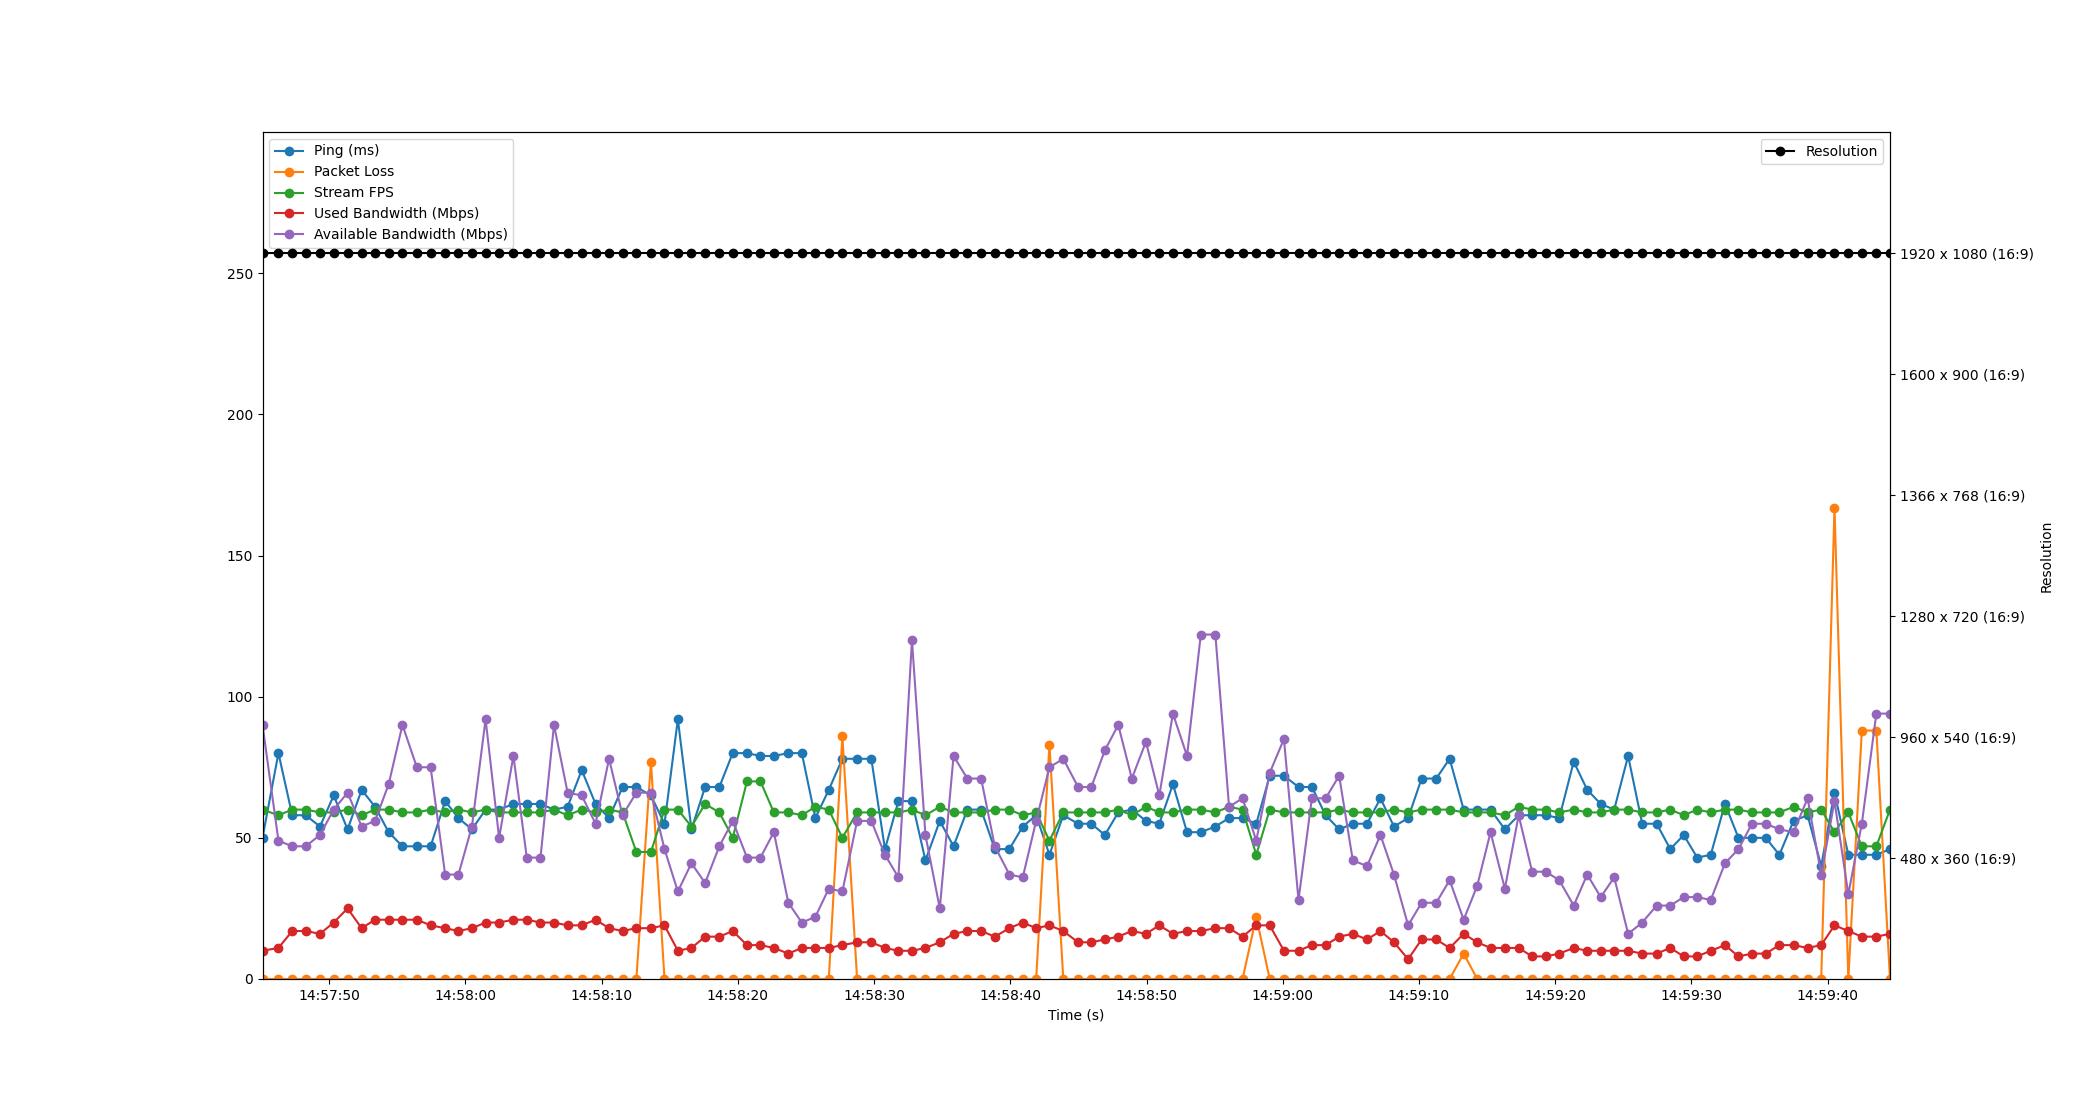 Ping (ms)
Packet Loss
Stream FPS
Used Bandwidth (Mbps)
Available Bandwidth (Mbps)
Resolution
250
200
150
100
50
0
1920 x 1080 (16:9)
1600 x 900 (16:9)
1366 x 768 (16:9)
1280 x 720 (16:9)
960 x 540 (16:9)
480 x 360 (16:9)
Resolution
14:57:50 14:58:00 14:58:10 14:58:20 14:58:30 14:58:40 14:58:50 14:59:00 14:59:10 14:59:20 14:59:30 14:59:40
Time (s)